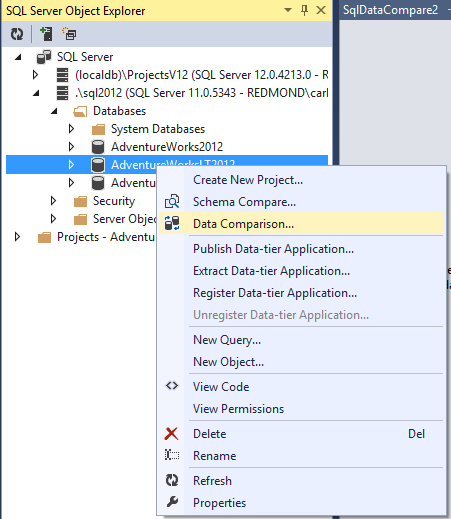 SQL Server Object Explorer
SqlDataCompare2
SQL Server
(localdb)\ProjectsV12 (SQL Server 12.0.4213.0 - R
.\sql2012 (SQL Server 11.0.5343 - REDMOND\carl
Databases
System Databases
AdventureWorks2012
AdventureWorksLT2012
Adventu
Security
Server Objec
Projects - Adventu
Create New Project...
Schema Compare...
Data Comparison...
Publish Data-tier Application...
Extract Data-tier Application...
Register Data-tier Application...
Unregister Data-tier Application...
New Query...
New Object...
View Code
View Permissions
Delete Del
Rename
Refresh
Properties